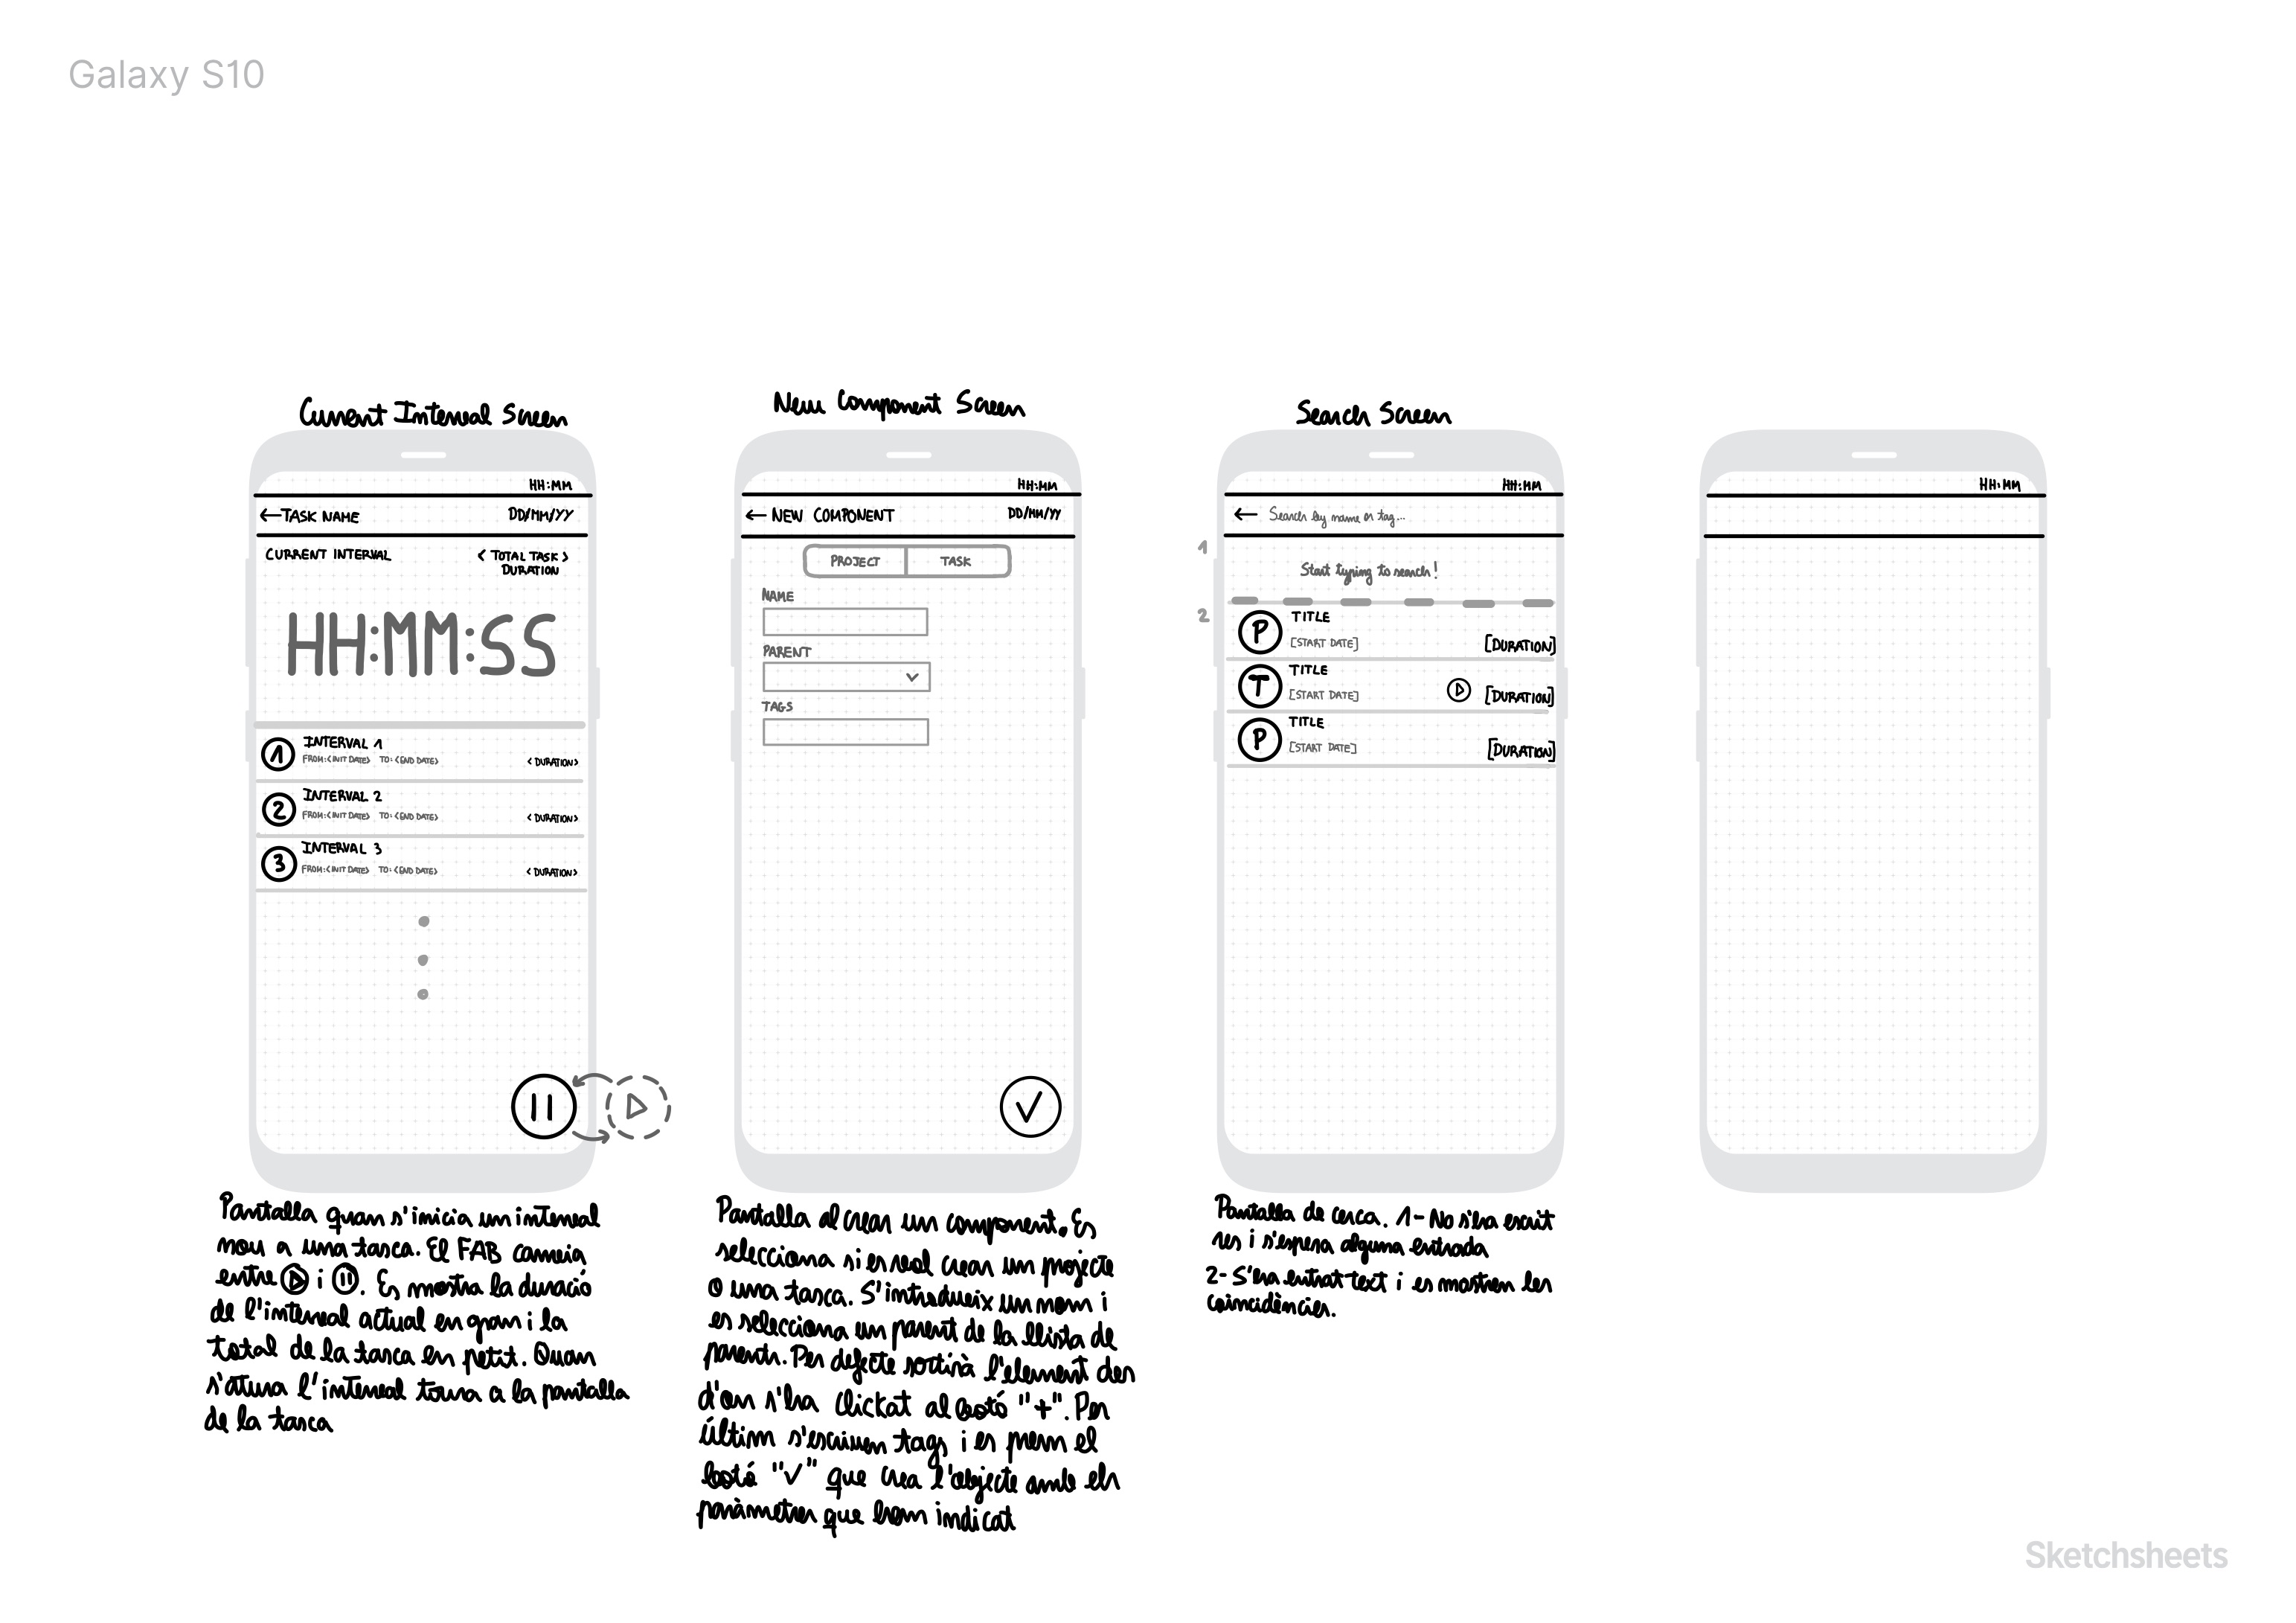 Galaxy S10
Current Interval Screen
HH:MM
←TASK NAME DD/MM/YY
CURRENT INTERVAL <TOTAL TASK>
DURATION
HH:MM:SS
1 INTERVAL 1
FROM:<INIT DATE> TO:<END DATE> <DURATION>
2 INTERVAL 2
FROM:<INIT DATE> TO:<END DATE> <DURATION>
3 INTERVAL 3
FROM:<INIT DATE> TO:<END DATE> <DURATION>
Pantalla quan s'inicia un interval
nou a una tasca. El FAB canvia
entre ▷ i II. Es mostra la duració
de l'interval actual en gran i la
total de la tasca en petit. Quan
s'atura l'interval torna a la pantalla
de la tasca
New Component Screen
HH:MM
← NEW COMPONENT DD/MM/YY
PROJECT TASK
NAME
PARENT
TAGS
✓
Pantalla al crear un component. Es
selecciona si es vol crear un projecte
o una tasca. S'introdueix un nom i
es selecciona un parent de la llista de
parents. Per defecte sortirà l'element des
d'on s'ha clickat al botó "+". Per
últim s'escriuen tags i es prem el
botó "✓" que crea l'objecte amb els
paràmetres que hem indicat
Search Screen
HH:MM
← Search by name or tag...
1
Start typing to search!
2
P TITLE
[START DATE] [DURATION]
T TITLE
[START DATE] [DURATION]
P TITLE
[START DATE] [DURATION]
Pantalla de cerca. 1- No s'ha escrit
res i s'espera alguna entrada
2- S'ha entrat text i es mostren les
coincidències.
HH:MM
Sketchsheets